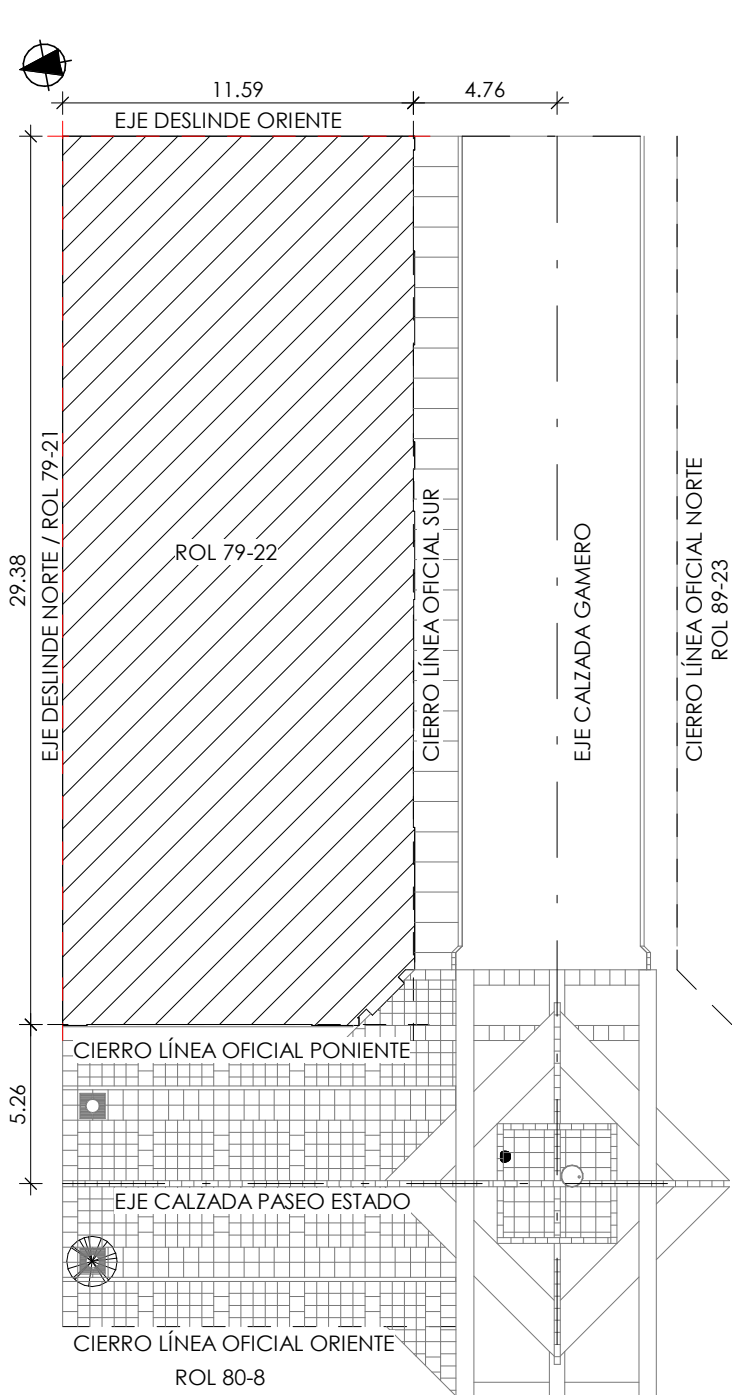 11.59
4.76
EJE DESLINDE ORIENTE
29.38
EJE DESLINDE NORTE / ROL 79-21
ROL 79-22
CIERRO LÍNEA OFICIAL SUR
EJE CALZADA GAMERO
CIERRO LÍNEA OFICIAL NORTE
ROL 89-23
CIERRO LÍNEA OFICIAL PONIENTE
5.26
EJE CALZADA PASEO ESTADO
CIERRO LÍNEA OFICIAL ORIENTE
ROL 80-8